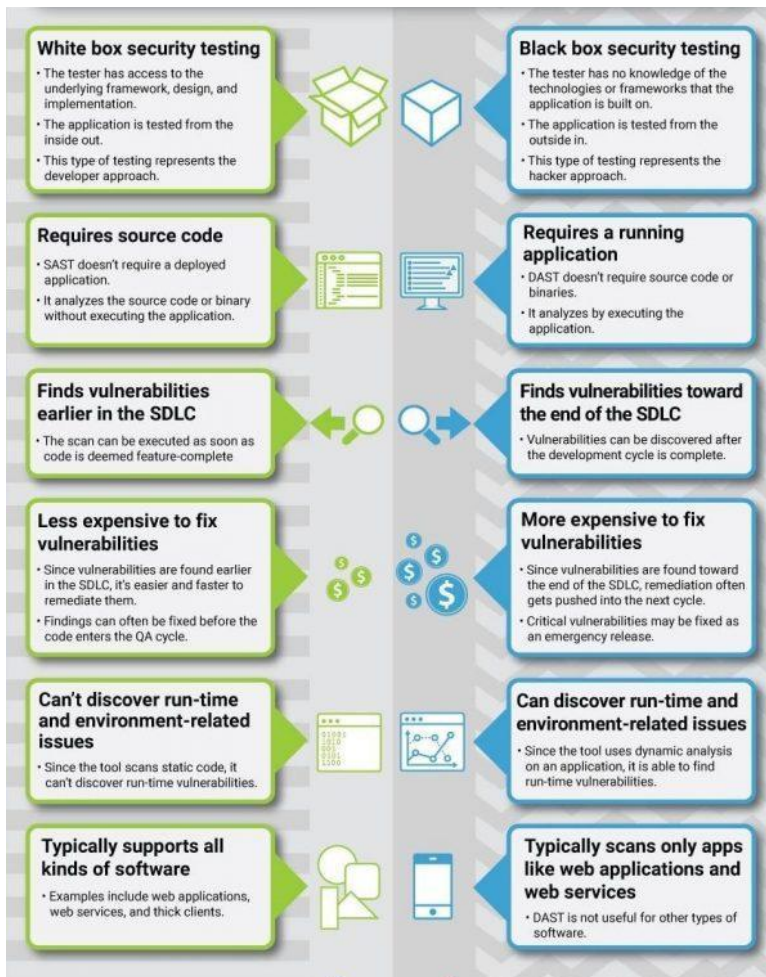 White box security testing
• The tester has access to the
underlying framework, design, and
implementation.
• The application is tested from the
inside out.
• This type of testing represents the
developer approach.
Black box security testing
• The tester has no knowledge of the
technologies or frameworks that the
application is built on.
• The application is tested from the
outside in.
• This type of testing represents the
hacker approach.
Requires source code
• SAST doesn't require a deployed
application.
• It analyzes the source code or binary
without executing the application.
Requires a running
application
• DAST doesn't require source code or
binaries.
• It analyzes by executing the
application.
Finds vulnerabilities
earlier in the SDLC
• The scan can be executed as soon as
code is deemed feature-complete
Finds vulnerabilities toward
the end of the SDLC
• Vulnerabilities can be discovered after
the development cycle is complete.
Less expensive to fix
vulnerabilities
• Since vulnerabilities are found earlier
in the SDLC, it's easier and faster to
remediate them.
• Findings can often be fixed before the
code enters the QA cycle.
$
$
$
$
$
$
$
$
More expensive to fix
vulnerabilities
• Since vulnerabilities are found toward
the end of the SDLC, remediation often
gets pushed into the next cycle.
• Critical vulnerabilities may be fixed as
an emergency release.
Can't discover run-time
and environment-related
issues
• Since the tool scans static code, it
can't discover run-time vulnerabilities.
01001
1010
001
0101
1100
Can discover run-time and
environment-related issues
• Since the tool uses dynamic analysis
on an application, it is able to find
run-time vulnerabilities.
Typically supports all
kinds of software
• Examples include web applications,
web services, and thick clients.
Typically scans only apps
like web applications and
web services
• DAST is not useful for other types of
software.